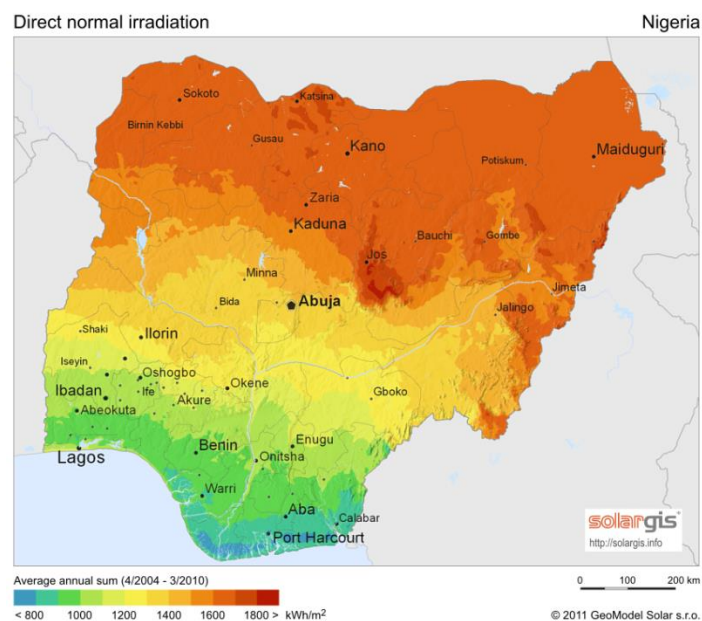 Direct normal irradiation
Nigeria
Sokoto
Katsina
Birnin Kebbi
Gusau
Kano
Potiskum
Maiduguri
Zaria
Kaduna
Bauchi
Gombe
Jos
Minna
Jimeta
Bida
Abuja
Jalingo
Shaki
Ilorin
Iseyin
Oshogbo
Okene
Ibadan
Ife
Gboko
Akure
Abeokuta
Benin
Enugu
Lagos
Onitsha
Warri
Aba
Calabar
Port Harcourt
solargis
http://solargis.info
Average annual sum (4/2004 - 3/2010)
0 100 200 km
< 800 1000 1200 1400 1600 1800 > kWh/m²
© 2011 GeoModel Solar s.r.o.